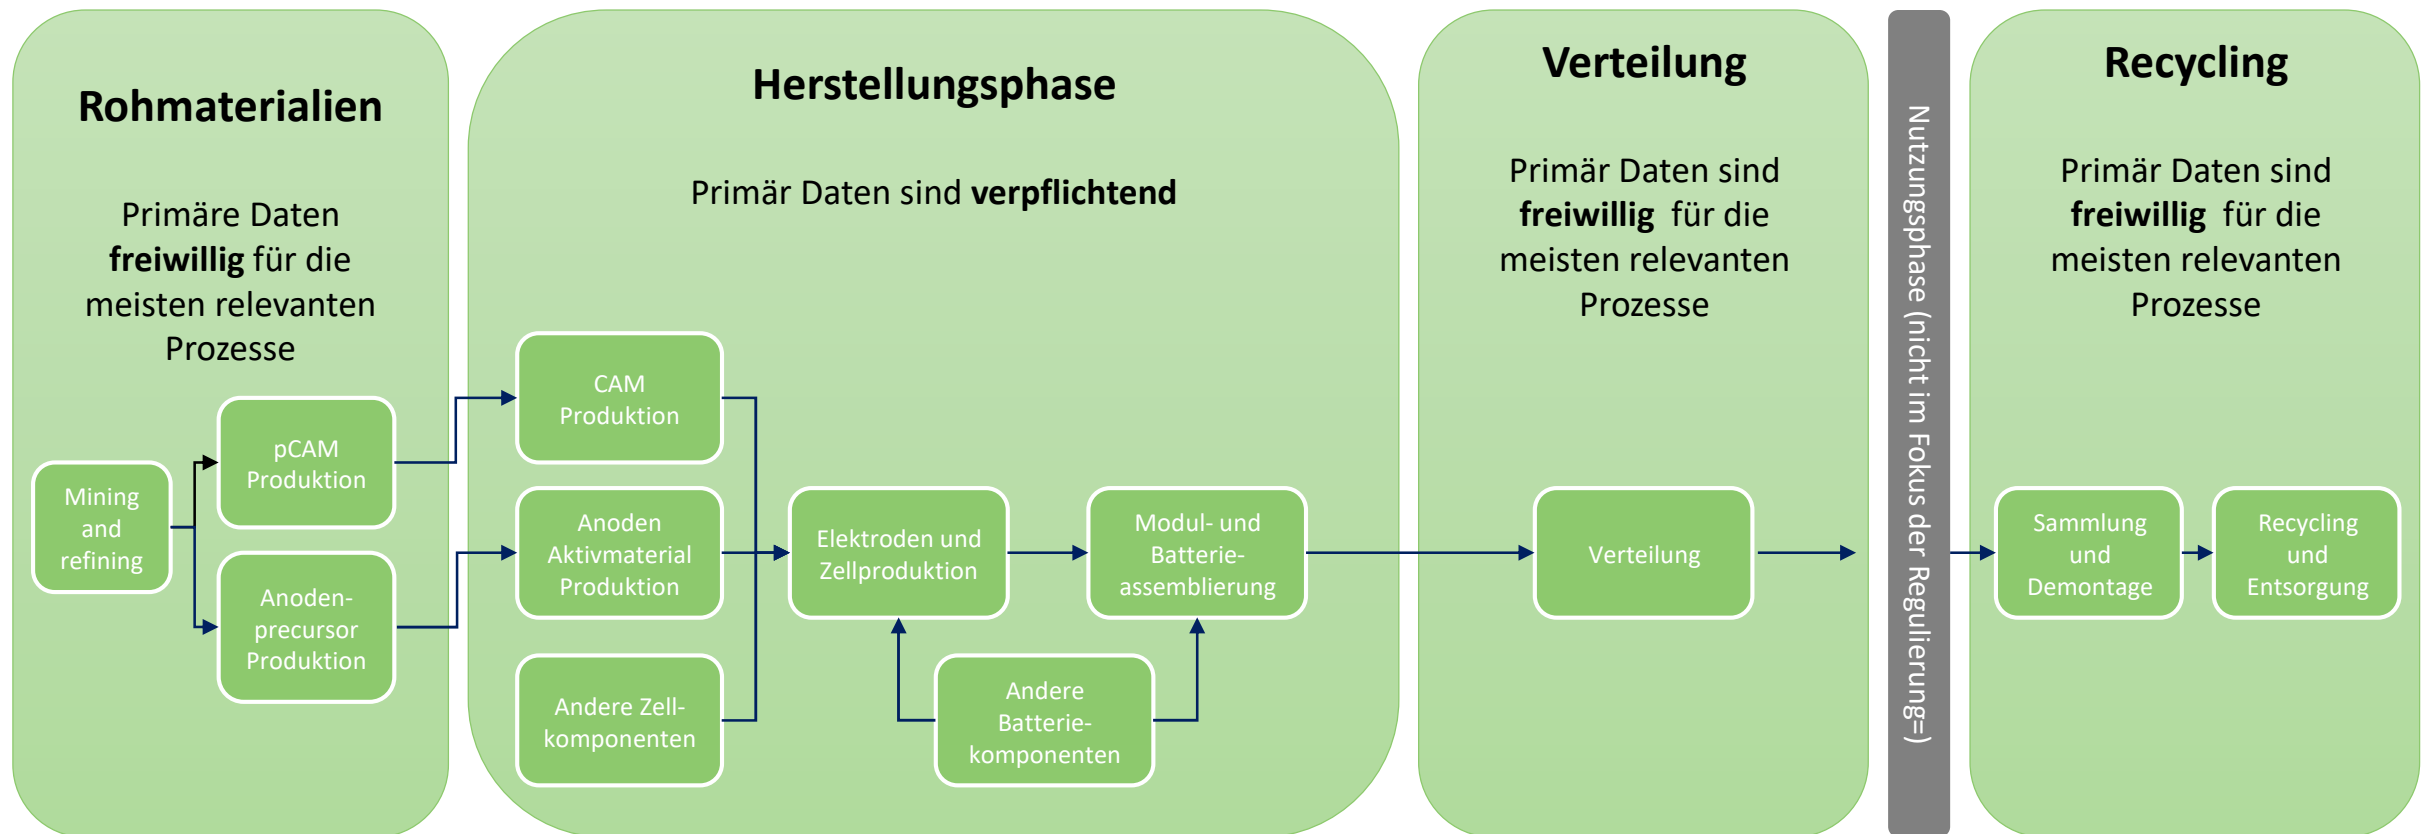 Rohmaterialien
Primäre Daten
freiwillig für die
meisten relevanten
Prozesse
Mining
and
refining
pCAM
Produktion
Anoden-
precursor
Produktion
Herstellungsphase
Primär Daten sind verpflichtend
CAM
Produktion
Anoden
Aktivmaterial
Produktion
Andere Zell-
komponenten
Elektroden und
Zellproduktion
Modul- und
Batterie-
assemblierung
Andere
Batterie-
komponenten
Verteilung
Primär Daten sind
freiwillig für die
meisten relevanten
Prozesse
Verteilung
Nutzungsphase (nicht im Fokus der Regulierung=)
Recycling
Primär Daten sind
freiwillig für die
meisten relevanten
Prozesse
Sammlung
und
Demontage
Recycling
und
Entsorgung